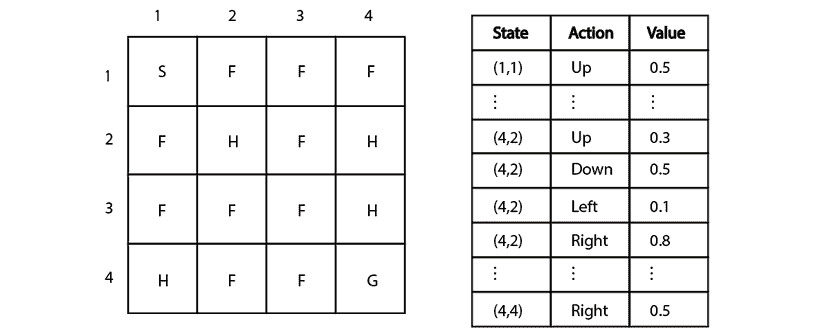 1 2 3 4
1 S F F F
2 F H F H
3 F F F H
4 H F F G
State Action Value
(1,1) Up 0.5
⋮ ⋮ ⋮
(4,2) Up 0.3
(4,2) Down 0.5
(4,2) Left 0.1
(4,2) Right 0.8
⋮ ⋮ ⋮
(4,4) Right 0.5